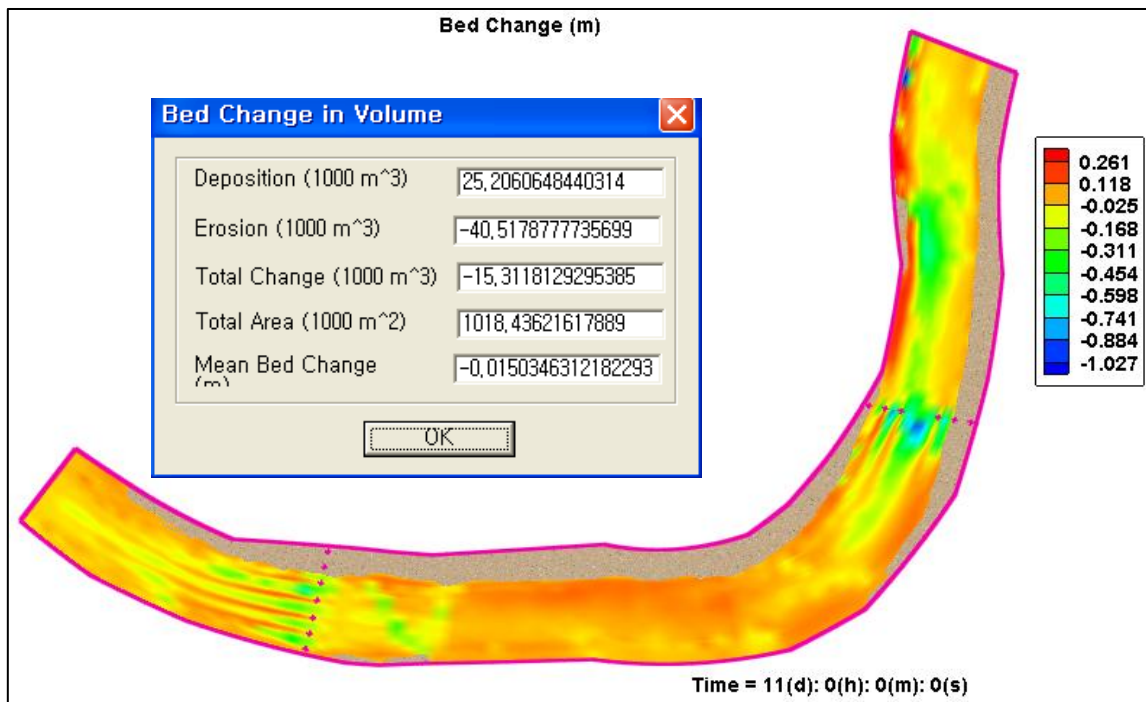 Bed Change (m)
Bed Change in Volume
Deposition (1000 m^3) 25,2060648440314
Erosion (1000 m^3) -40,5178777735699
Total Change (1000 m^3) -15,3118129295385
Total Area (1000 m^2) 1018,43621617889
Mean Bed Change -0,0150346312182293
(m)
OK
0.261
0.118
-0.025
-0.168
-0.311
-0.454
-0.598
-0.741
-0.884
-1.027
Time = 11(d): 0(h): 0(m): 0(s)